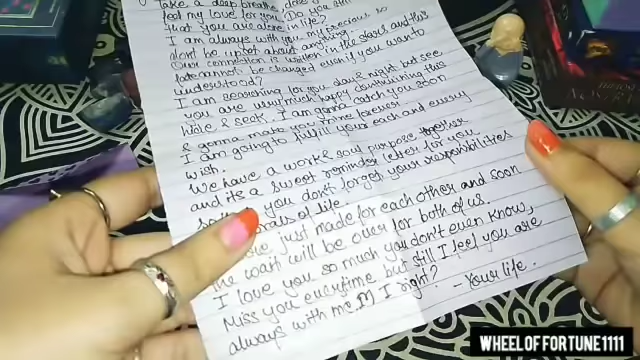 Take a deep breathe,
feel my love for you. Do you still
that you are alone in life?
I am always with you my precious so
dont be upset about anything.
Our connection is written in the stars and this
fate cannot be changed even if you want to
understood?
I am searching for you day & night but see
you are very much happy continuining this
hide & seek. I am gonna catch you soon
& gonna make you mine forever
I am going to fulfill your each and every
wish.
We have a work & soul purpose together
and its a sweet reminder letter for you
so you don't forget your responsibilities
of life.
are just made for each other and soon
the wait will be over for both of us.
I love you so much you don't even know,
Miss you everytime but still I feel you are
always with me. M I right?
- Your life.
WHEEL OF FORTUNE1111